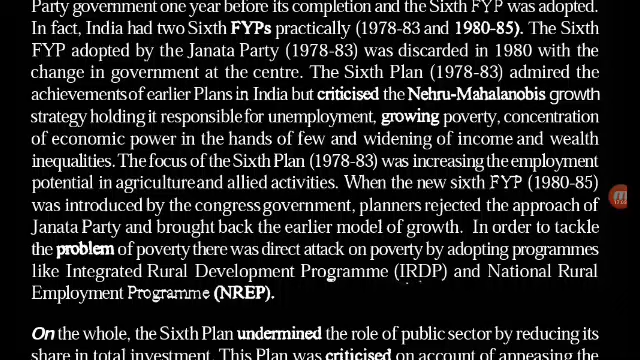 Party government one year before its completion and the Sixth FYP was adopted.
In fact, India had two Sixth FYPs practically (1978-83 and 1980-85). The Sixth
FYP adopted by the Janata Party (1978-83) was discarded in 1980 with the
change in government at the centre. The Sixth Plan (1978-83) admired the
achievements of earlier Plans in India but criticised the Nehru-Mahalanobis growth
strategy holding it responsible for unemployment, growing poverty, concentration
of economic power in the hands of few and widening of income and wealth
inequalities. The focus of the Sixth Plan (1978-83) was increasing the employment
potential in agriculture and allied activities. When the new sixth FYP (1980-85)
was introduced by the congress government, planners rejected the approach of
Janata Party and brought back the earlier model of growth. In order to tackle
the problem of poverty there was direct attack on poverty by adopting programmes
like Integrated Rural Development Programme (IRDP) and National Rural
Employment Programme (NREP).
On the whole, the Sixth Plan undermined the role of public sector by reducing its
share in total investment. This Plan was criticised on account of appeasing the